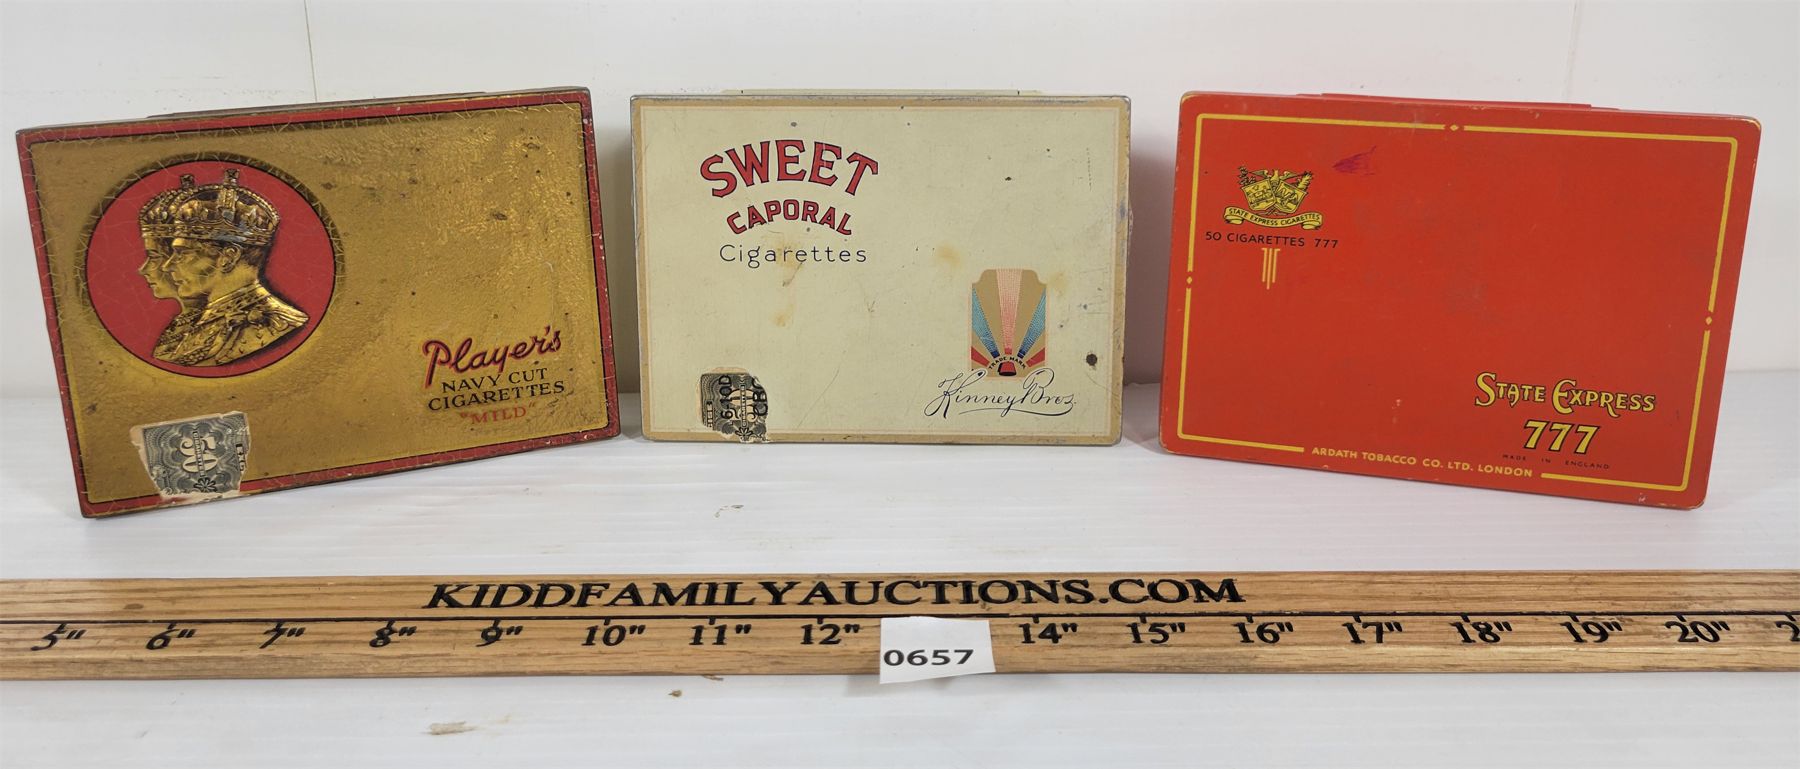 Player's
NAVY CUT
CIGARETTES
"MILD"
50
SWEET
CAPORAL
Cigarettes
TRADE MARK
Kinney Bros.
STATE EXPRESS CIGARETTES
50 CIGARETTES 777
STATE EXPRESS
777
MADE IN ENGLAND
ARDATH TOBACCO CO. LTD. LONDON
KIDDFAMILYAUCTIONS.COM
5" 6" 7" 8" 9" 10" 11" 12" 14" 15" 16" 17" 18" 19" 20"
0657